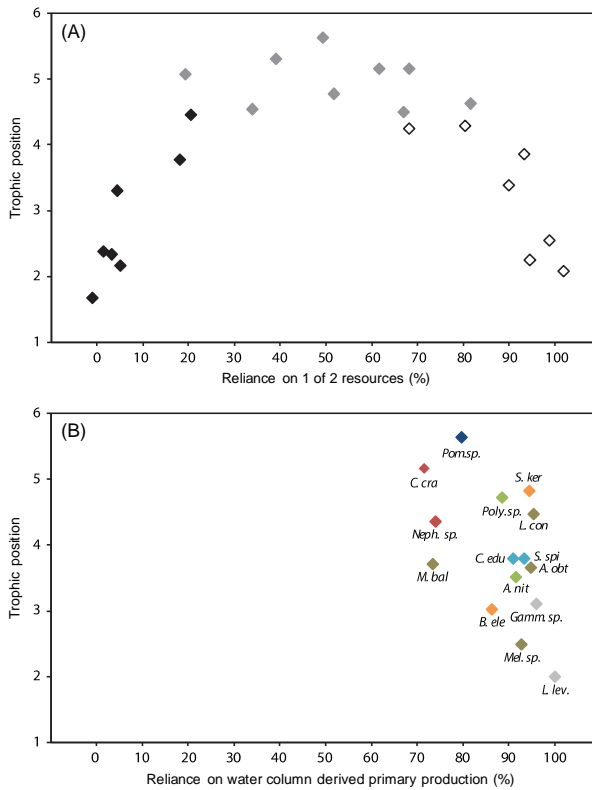 (A)
6
5
4
3
2
1
Trophic position
0 10 20 30 40 50 60 70 80 90 100
Reliance on 1 of 2 resources (%)
(B)
6
5
4
3
2
1
Trophic position
Pom.sp.
C. cra
S. ker
Poly.sp.
L. con
Neph. sp.
C. edu
S. spi
M. bal
A. obt
A. nit
B. ele
Gamm. sp.
Mel. sp.
L. lev.
0 10 20 30 40 50 60 70 80 90 100
Reliance on water column derived primary production (%)